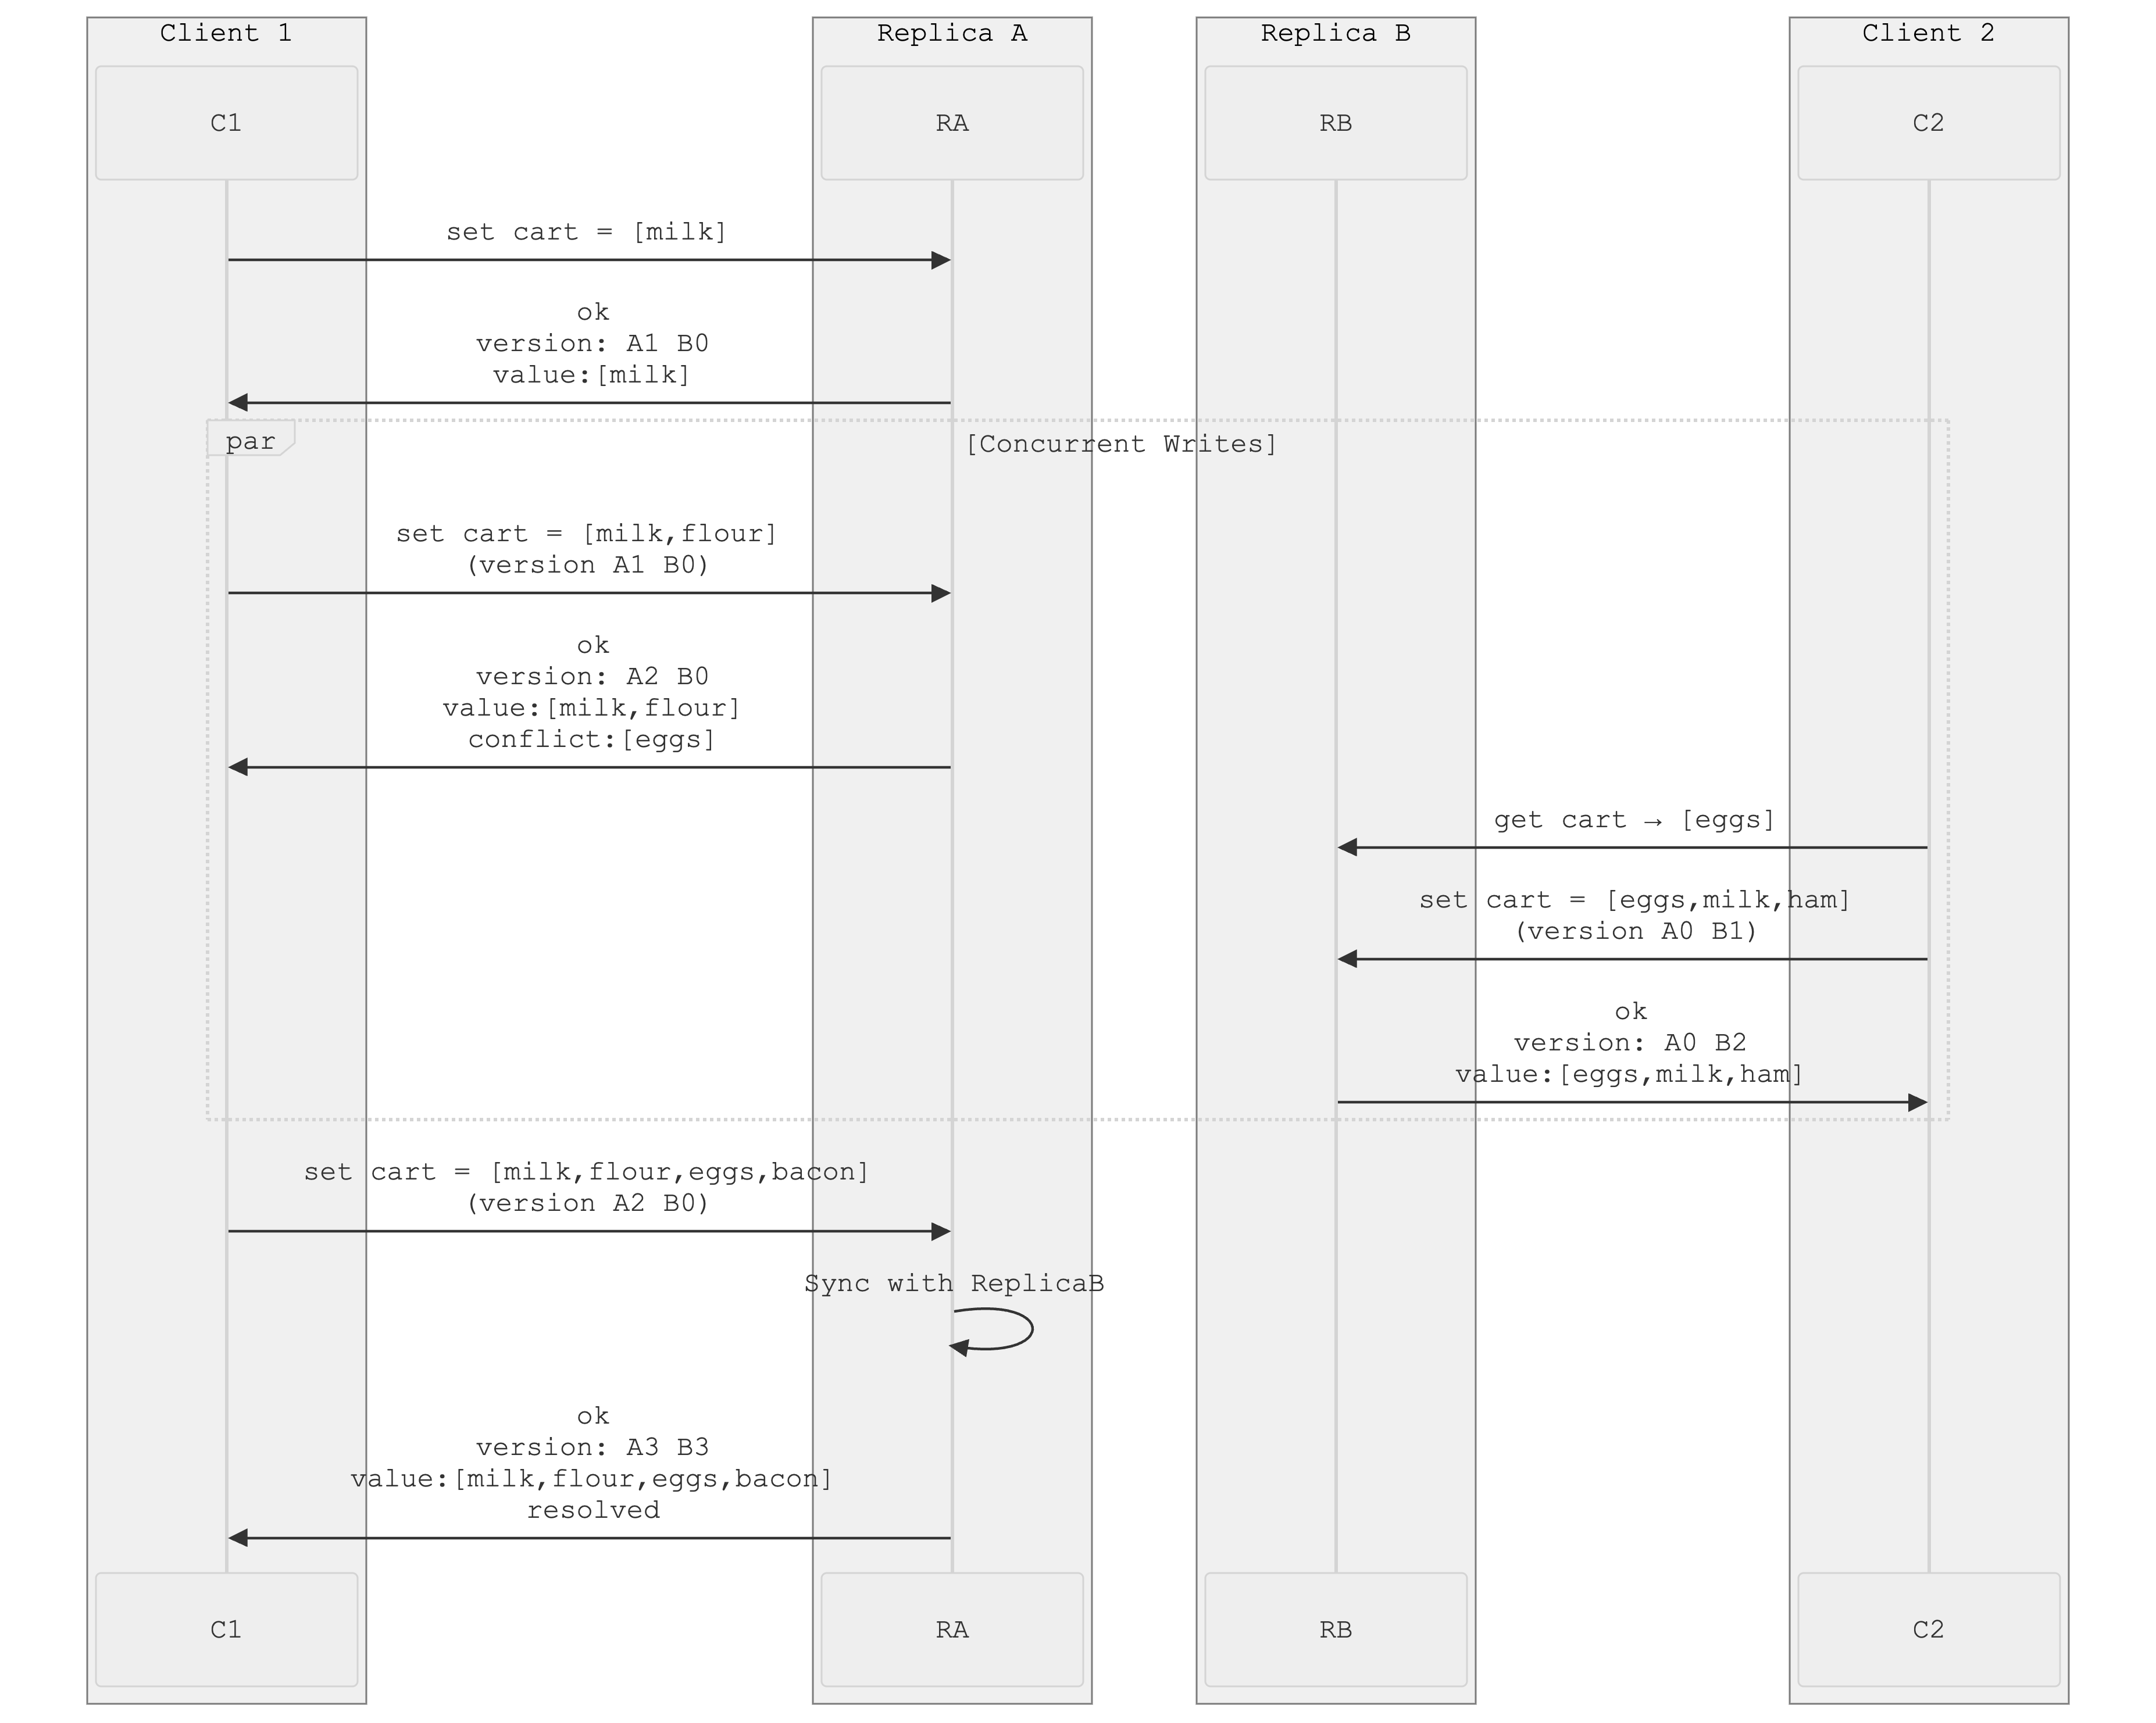 Client 1
Replica A
Replica B
Client 2
C1
RA
RB
C2
set cart = [milk]
ok
version: A1 B0
value:[milk]
par
[Concurrent Writes]
set cart = [milk,flour]
(version A1 B0)
ok
version: A2 B0
value:[milk,flour]
conflict:[eggs]
get cart → [eggs]
set cart = [eggs,milk,ham]
(version A0 B1)
ok
version: A0 B2
value:[eggs,milk,ham]
set cart = [milk,flour,eggs,bacon]
(version A2 B0)
Sync with ReplicaB
ok
version: A3 B3
value:[milk,flour,eggs,bacon]
resolved
C1
RA
RB
C2